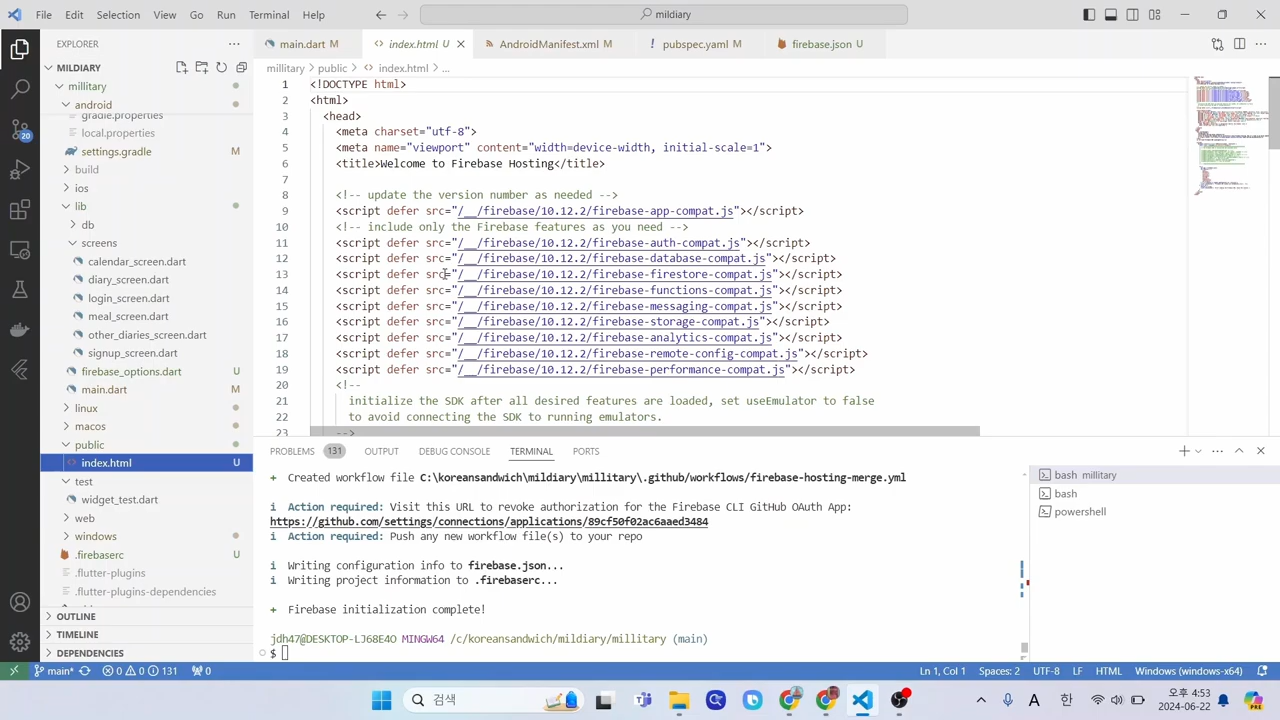 File Edit Selection View Go Run Terminal Help
mildiary
EXPLORER
MILDIARY
millitary
android
gradle.properties
local.properties
settings.gradle M
build
ios
lib
db
screens
calendar_screen.dart
diary_screen.dart
login_screen.dart
meal_screen.dart
other_diaries_screen.dart
signup_screen.dart
firebase_options.dart U
main.dart M
linux
macos
public
index.html U
test
widget_test.dart
web
windows
.firebaserc U
.flutter-plugins
.flutter-plugins-dependencies
OUTLINE
TIMELINE
DEPENDENCIES
20
main.dart M index.html U AndroidManifest.xml M pubspec.yaml M firebase.json U
millitary > public > index.html > ...
1 <!DOCTYPE html>
2 <html>
3 <head>
4 <meta charset="utf-8">
5 <meta name="viewport" content="width=device-width, initial-scale=1">
6 <title>Welcome to Firebase Hosting</title>
7
8 <!-- update the version number as needed -->
9 <script defer src="/__/firebase/10.12.2/firebase-app-compat.js"></script>
10 <!-- include only the Firebase features as you need -->
11 <script defer src="/__/firebase/10.12.2/firebase-auth-compat.js"></script>
12 <script defer src="/__/firebase/10.12.2/firebase-database-compat.js"></script>
13 <script defer src="/__/firebase/10.12.2/firebase-firestore-compat.js"></script>
14 <script defer src="/__/firebase/10.12.2/firebase-functions-compat.js"></script>
15 <script defer src="/__/firebase/10.12.2/firebase-messaging-compat.js"></script>
16 <script defer src="/__/firebase/10.12.2/firebase-storage-compat.js"></script>
17 <script defer src="/__/firebase/10.12.2/firebase-analytics-compat.js"></script>
18 <script defer src="/__/firebase/10.12.2/firebase-remote-config-compat.js"></script>
19 <script defer src="/__/firebase/10.12.2/firebase-performance-compat.js"></script>
20 <!--
21 initialize the SDK after all desired features are loaded, set useEmulator to false
22 to avoid connecting the SDK to running emulators.
23 -->
PROBLEMS 131 OUTPUT DEBUG CONSOLE TERMINAL PORTS
+ Created workflow file C:\koreansandwich\mildiary\millitary\.github/workflows/firebase-hosting-merge.yml
i Action required: Visit this URL to revoke authorization for the Firebase CLI GitHub OAuth App:
https://github.com/settings/connections/applications/89cf50f02ac6aaed3484
i Action required: Push any new workflow file(s) to your repo
i Writing configuration info to firebase.json...
i Writing project information to .firebaserc...
+ Firebase initialization complete!
jdh47@DESKTOP-LJ68E4O MINGW64 /c/koreansandwich/mildiary/millitary (main)
$
bash millitary
bash
powershell
main* 0 0 131 0
Ln 1, Col 1 Spaces: 2 UTF-8 LF HTML Windows (windows-x64)
검색
A 한
오후 4:53
2024-06-22